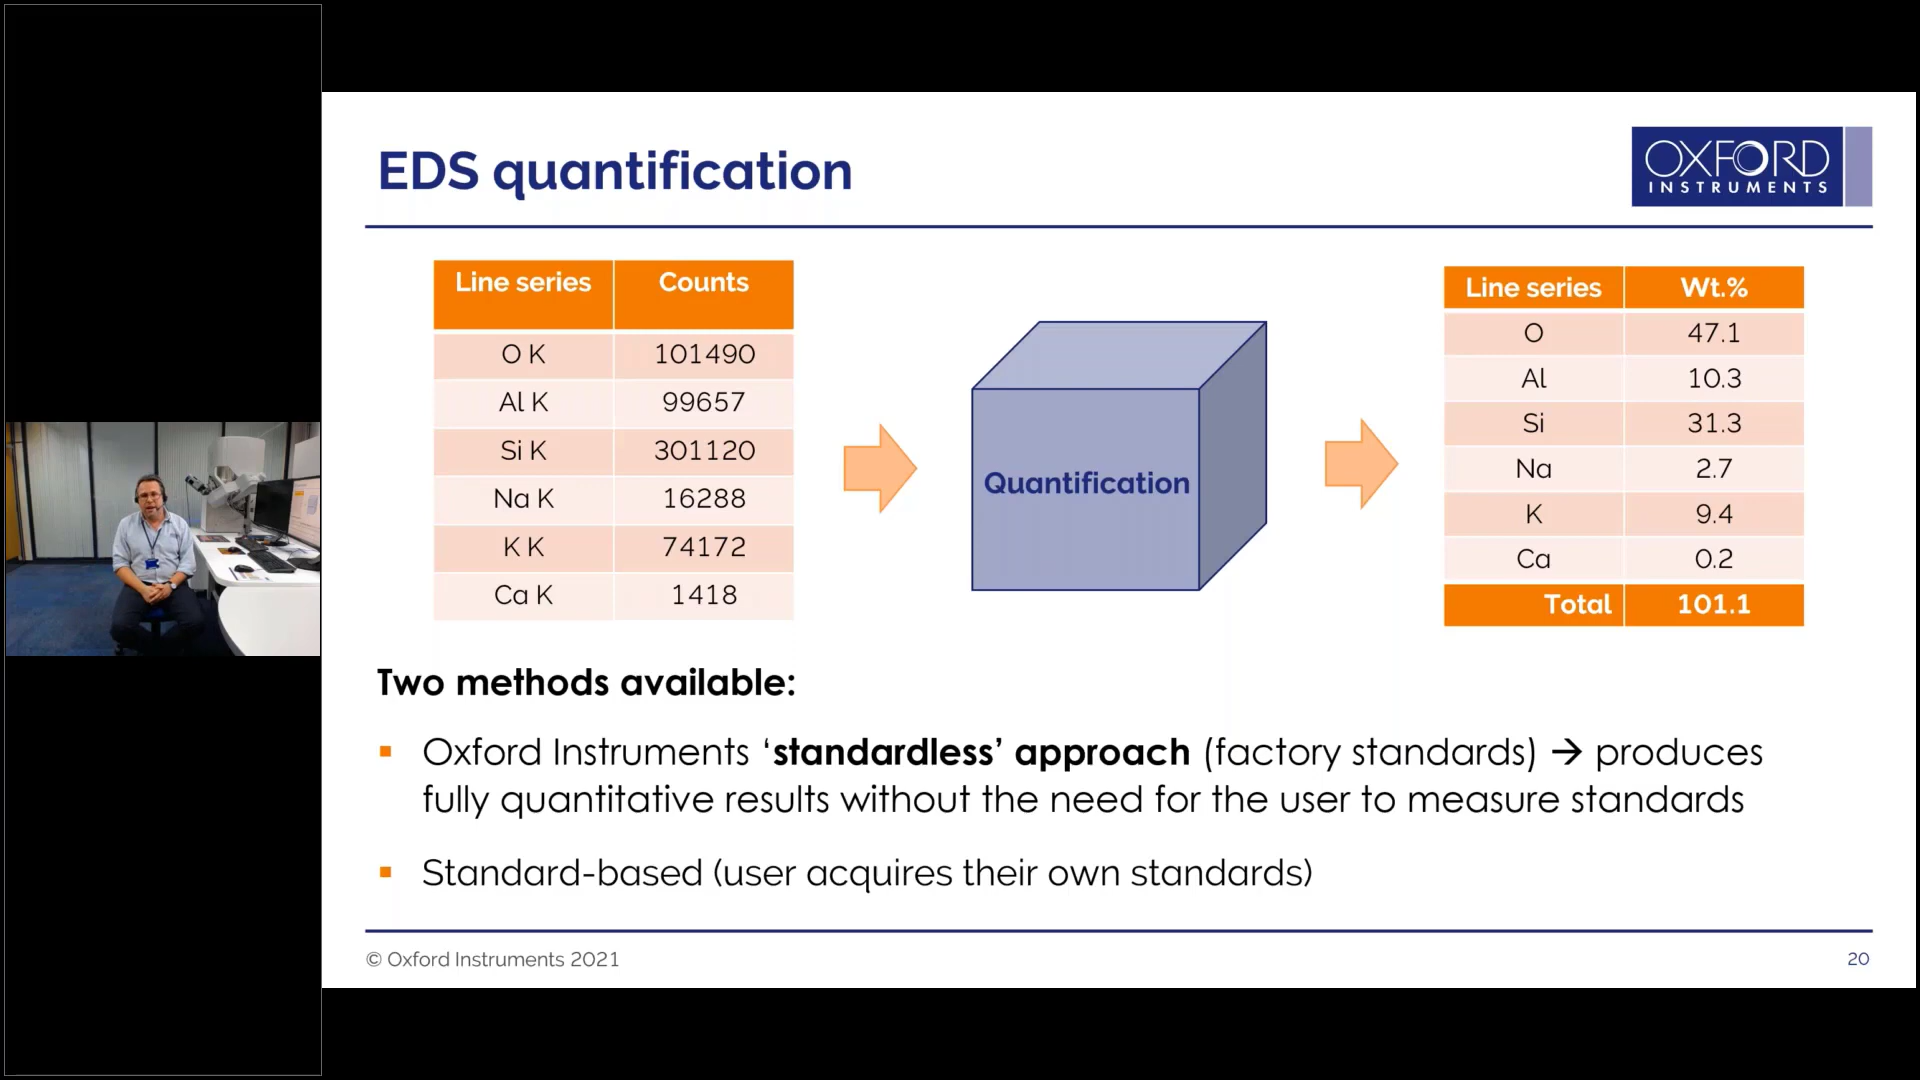 EDS quantification
OXFORD
INSTRUMENTS
Line series Counts
O K 101490
Al K 99657
Si K 301120
Na K 16288
K K 74172
Ca K 1418
Quantification
Line series Wt.%
O 47.1
Al 10.3
Si 31.3
Na 2.7
K 9.4
Ca 0.2
Total 101.1
Two methods available:
▪ Oxford Instruments ‘standardless’ approach (factory standards) → produces
fully quantitative results without the need for the user to measure standards
▪ Standard-based (user acquires their own standards)
© Oxford Instruments 2021
20